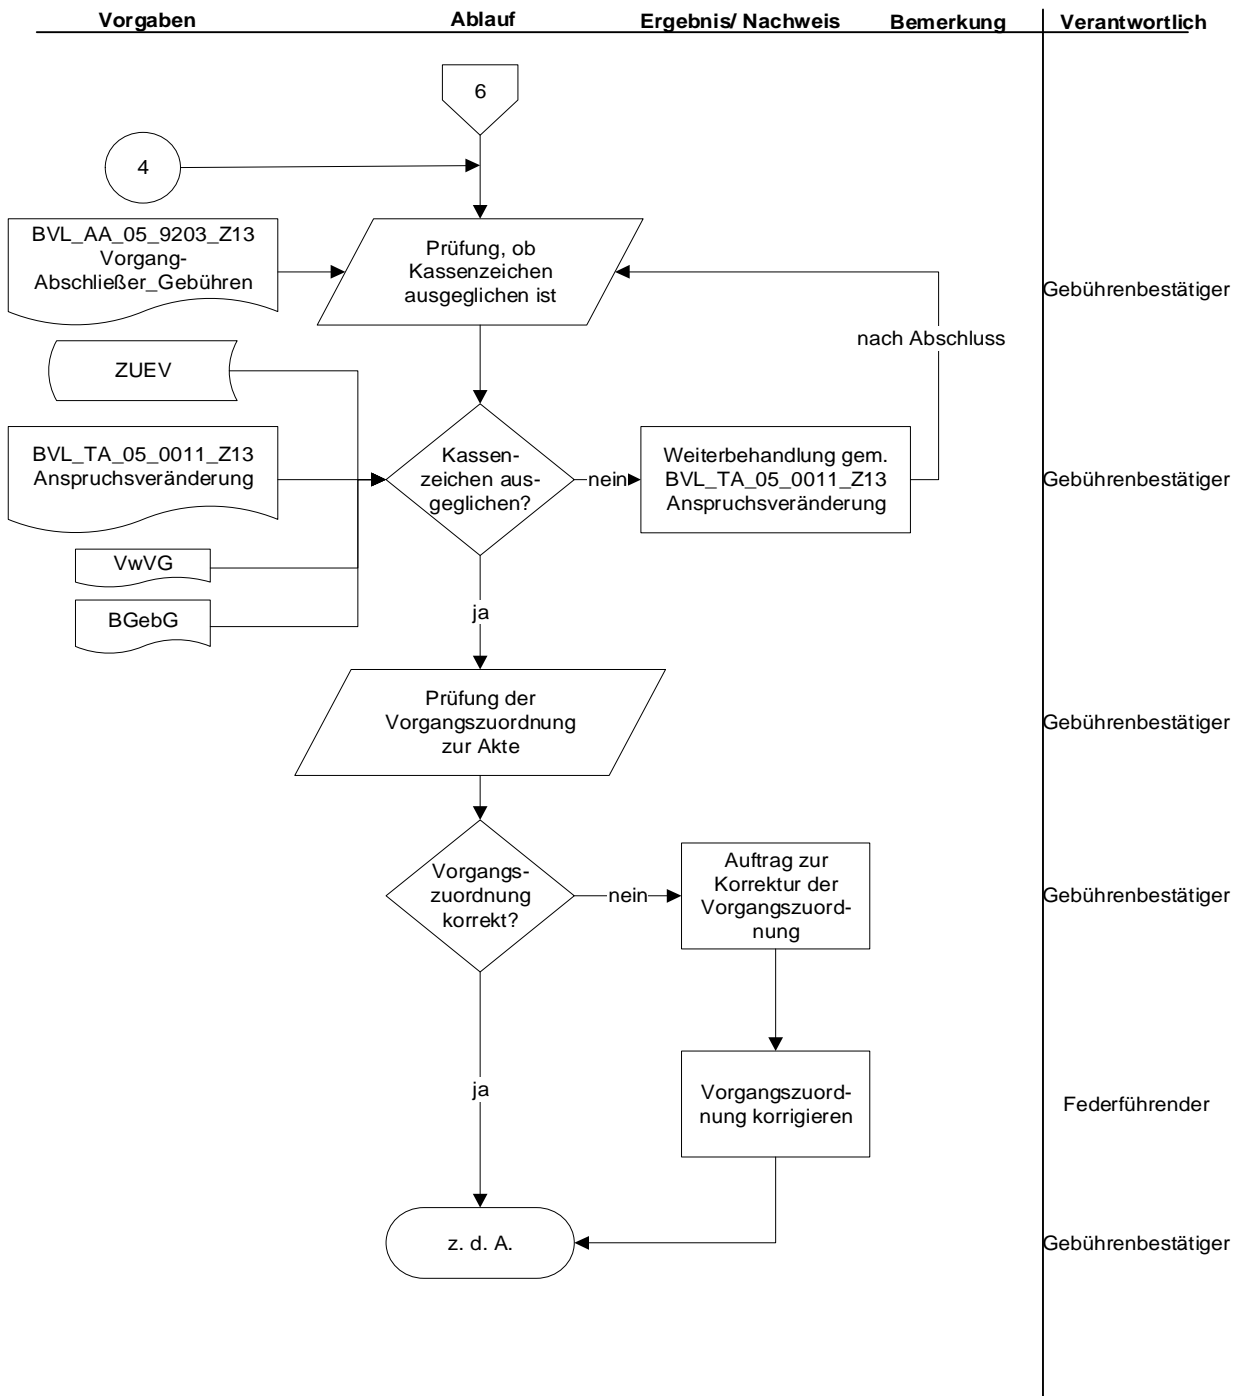 Vorgaben
Ablauf
Ergebnis/ Nachweis
Bemerkung
Verantwortlich
6
4
BVL_AA_05_9203_Z13
Vorgang-
Abschließer_Gebühren
Prüfung, ob
Kassenzeichen
ausgeglichen ist
Gebührenbestätiger
nach Abschluss
ZUEV
BVL_TA_05_0011_Z13
Anspruchsveränderung
Kassen-
zeichen aus-
geglichen?
nein
Weiterbehandlung gem.
BVL_TA_05_0011_Z13
Anspruchsveränderung
Gebührenbestätiger
VwVG
BGebG
ja
Prüfung der
Vorgangszuordnung
zur Akte
Gebührenbestätiger
Vorgangs-
zuordnung
korrekt?
nein
Auftrag zur
Korrektur der
Vorgangszuord-
nung
Gebührenbestätiger
ja
Vorgangszuord-
nung korrigieren
Federführender
z. d. A.
Gebührenbestätiger